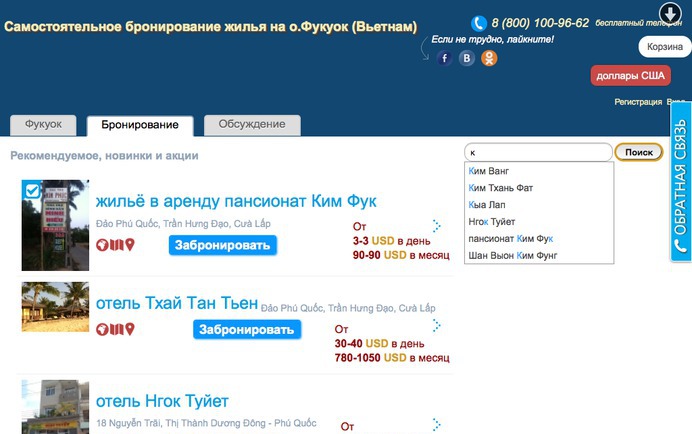 Самостоятельное бронирование жилья на о.Фукуок (Вьетнам)
8 (800) 100-96-62 бесплатный телефон
Если не трудно, лайкните!
Корзина
доллары США
Регистрация Вход
Фукуок
Бронирование
Обсуждение
Рекомендуемое, новинки и акции
к
Поиск
Ким Ванг
Ким Тхань Фат
Кыа Лап
Нгок Туйет
пансионат Ким Фук
Шан Выон Ким Фунг
ОБРАТНАЯ СВЯЗЬ
жильё в аренду пансионат Ким Фук
Đảo Phú Quốc, Trần Hưng Đạo, Cưà Lấp
Забронировать
От
3-3 USD в день
90-90 USD в месяц
отель Тхай Тан Тьен Đảo Phú Quốc, Trần Hưng Đạo, Cưà Lấp
Забронировать
От
30-40 USD в день
780-1050 USD в месяц
отель Нгок Туйет
18 Nguyễn Trãi, Thị Thành Dương Đông - Phú Quốc
От